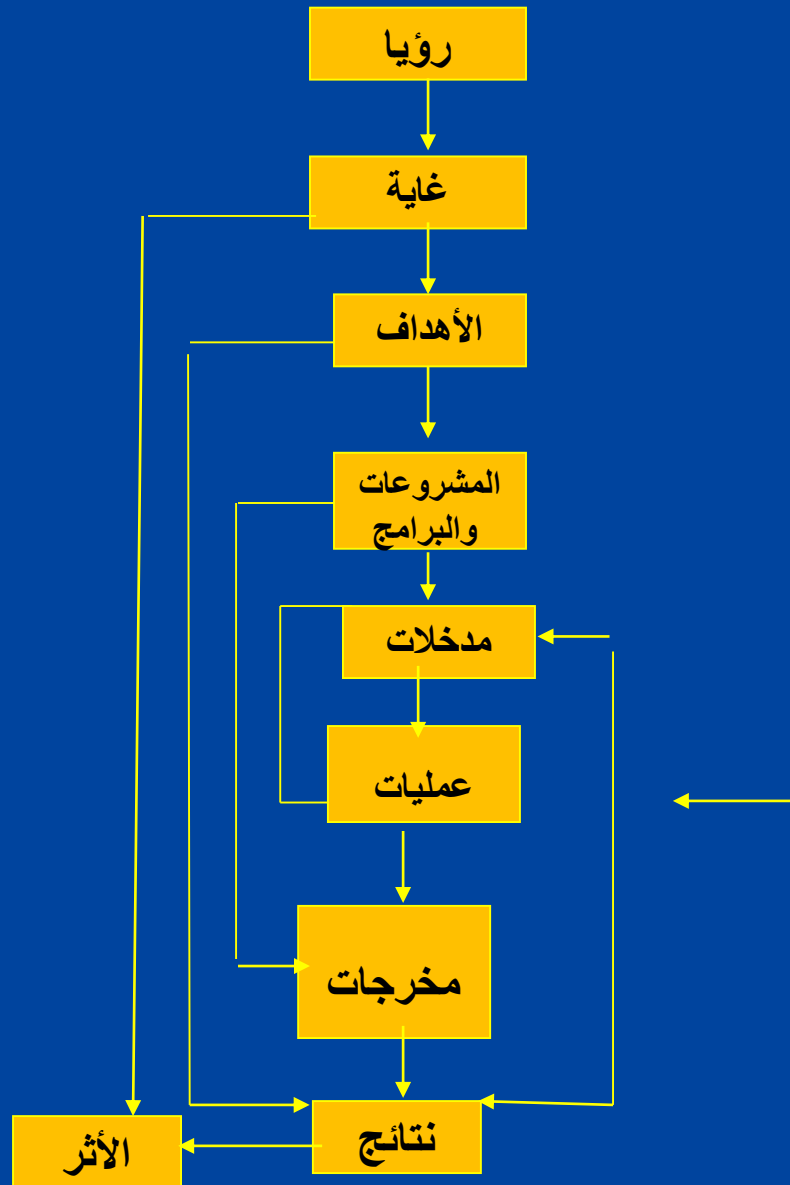 رؤيا
غاية
الأهداف
المشروعات
والبرامج
مدخلات
عمليات
مخرجات
نتائج
الأثر